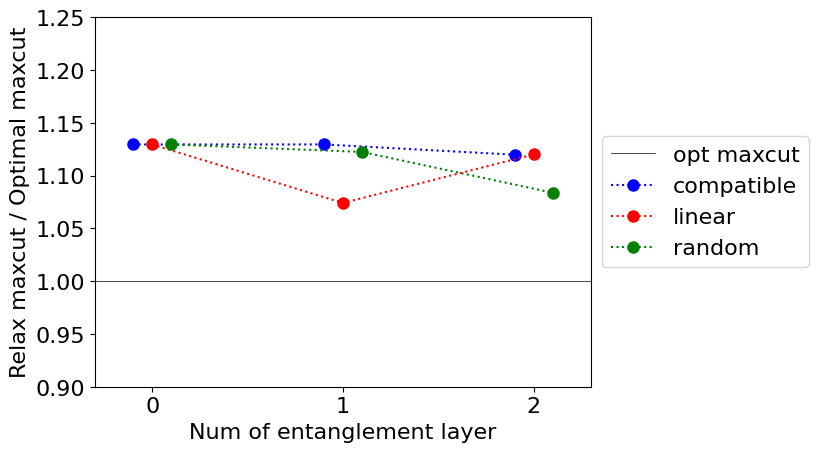 Relax maxcut / Optimal maxcut
1.25
1.20
1.15
1.10
1.05
1.00
0.95
0.90
0
1
2
Num of entanglement layer
opt maxcut
compatible
linear
random